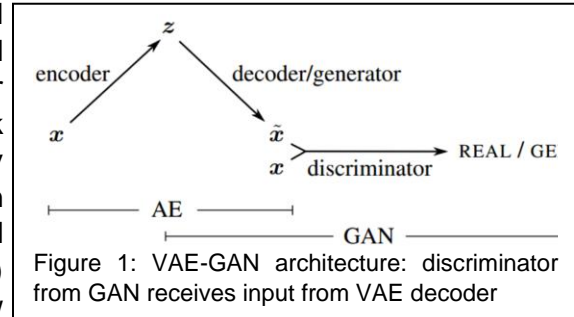 z
encoder
decoder/generator
x
x̃
x
discriminator
REAL / GE
AE
GAN
Figure 1: VAE-GAN architecture: discriminator
from GAN receives input from VAE decoder